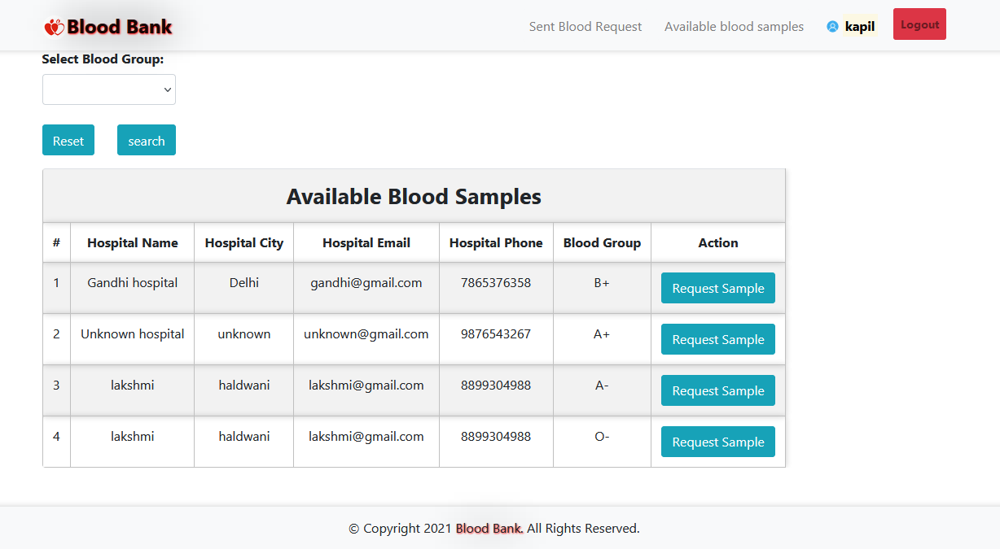 Blood Bank Sent Blood Request Available blood samples kapil Logout
Select Blood Group:
Reset search
Available Blood Samples
# Hospital Name Hospital City Hospital Email Hospital Phone Blood Group Action
1 Gandhi hospital Delhi gandhi@gmail.com 7865376358 B+ Request Sample
2 Unknown hospital unknown unknown@gmail.com 9876543267 A+ Request Sample
3 lakshmi haldwani lakshmi@gmail.com 8899304988 A- Request Sample
4 lakshmi haldwani lakshmi@gmail.com 8899304988 O- Request Sample
© Copyright 2021 Blood Bank. All Rights Reserved.